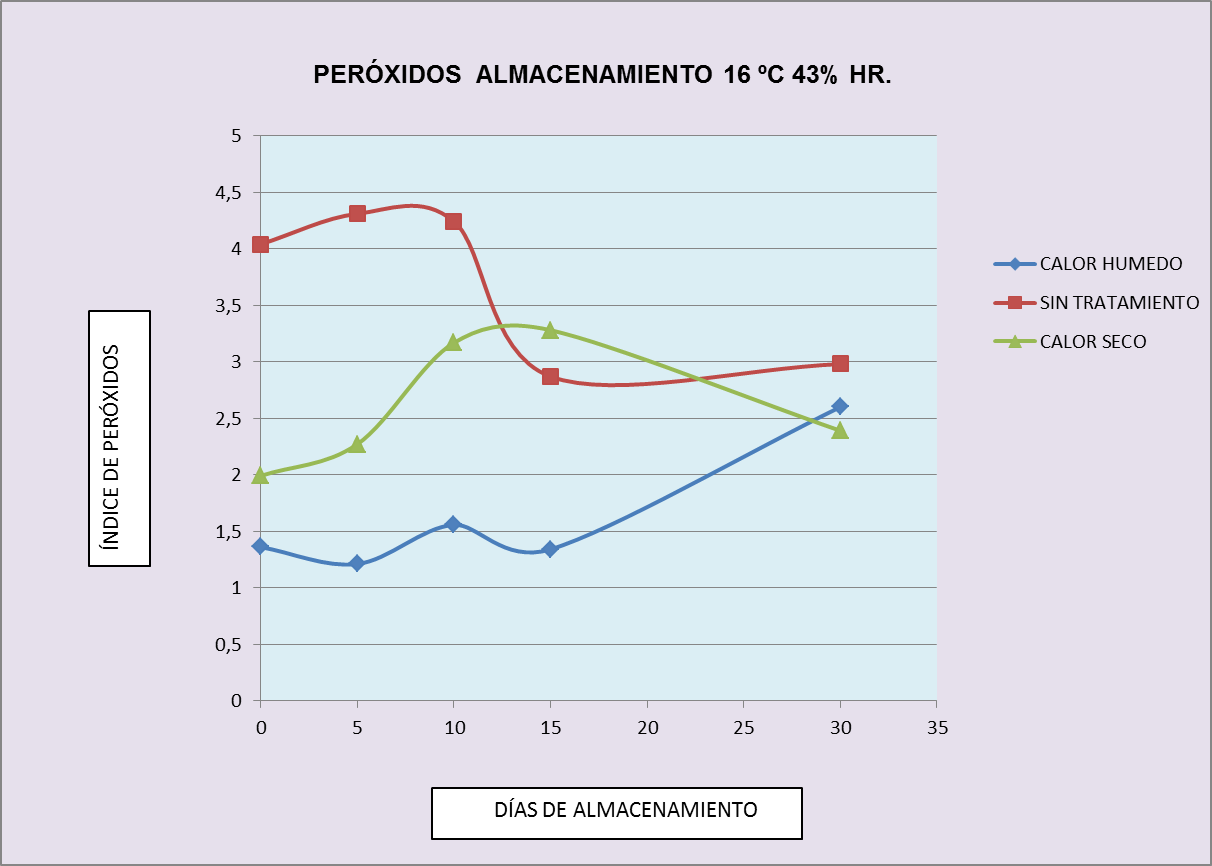 PERÓXIDOS ALMACENAMIENTO 16 ºC 43% HR.
5
4,5
4
3,5
3
2,5
2
1,5
1
0,5
0
0 5 10 15 20 25 30 35
ÍNDICE DE PERÓXIDOS
DÍAS DE ALMACENAMIENTO
CALOR HUMEDO
SIN TRATAMIENTO
CALOR SECO